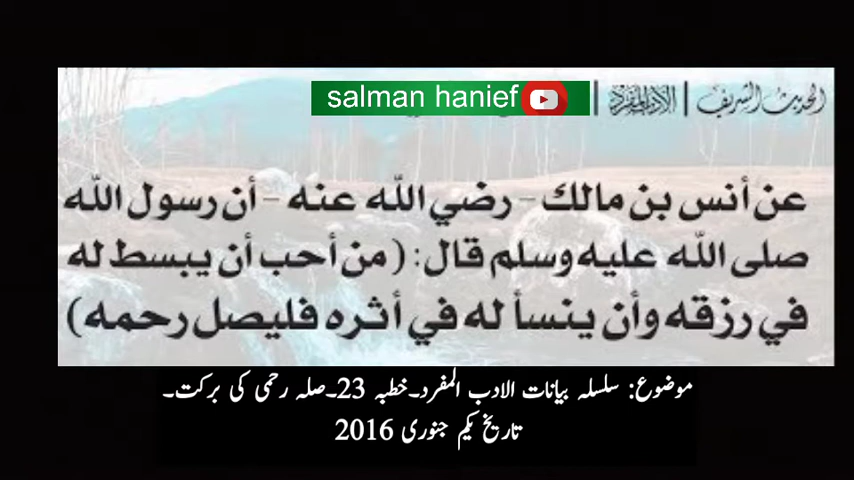 الحديث الشريف | الأدب المفرد |
salman hanief
عن أنس بن مالك - رضي الله عنه - أن رسول الله
صلى الله عليه وسلم قال: (من أحب أن يبسط له
في رزقه وأن ينسأ له في أثره فليصل رحمه)
موضوع: سلسلہ بیانات الادب المفرد۔خطبہ 23۔صلہ رحمی کی برکت۔
تاریخ یکم جنوری 2016